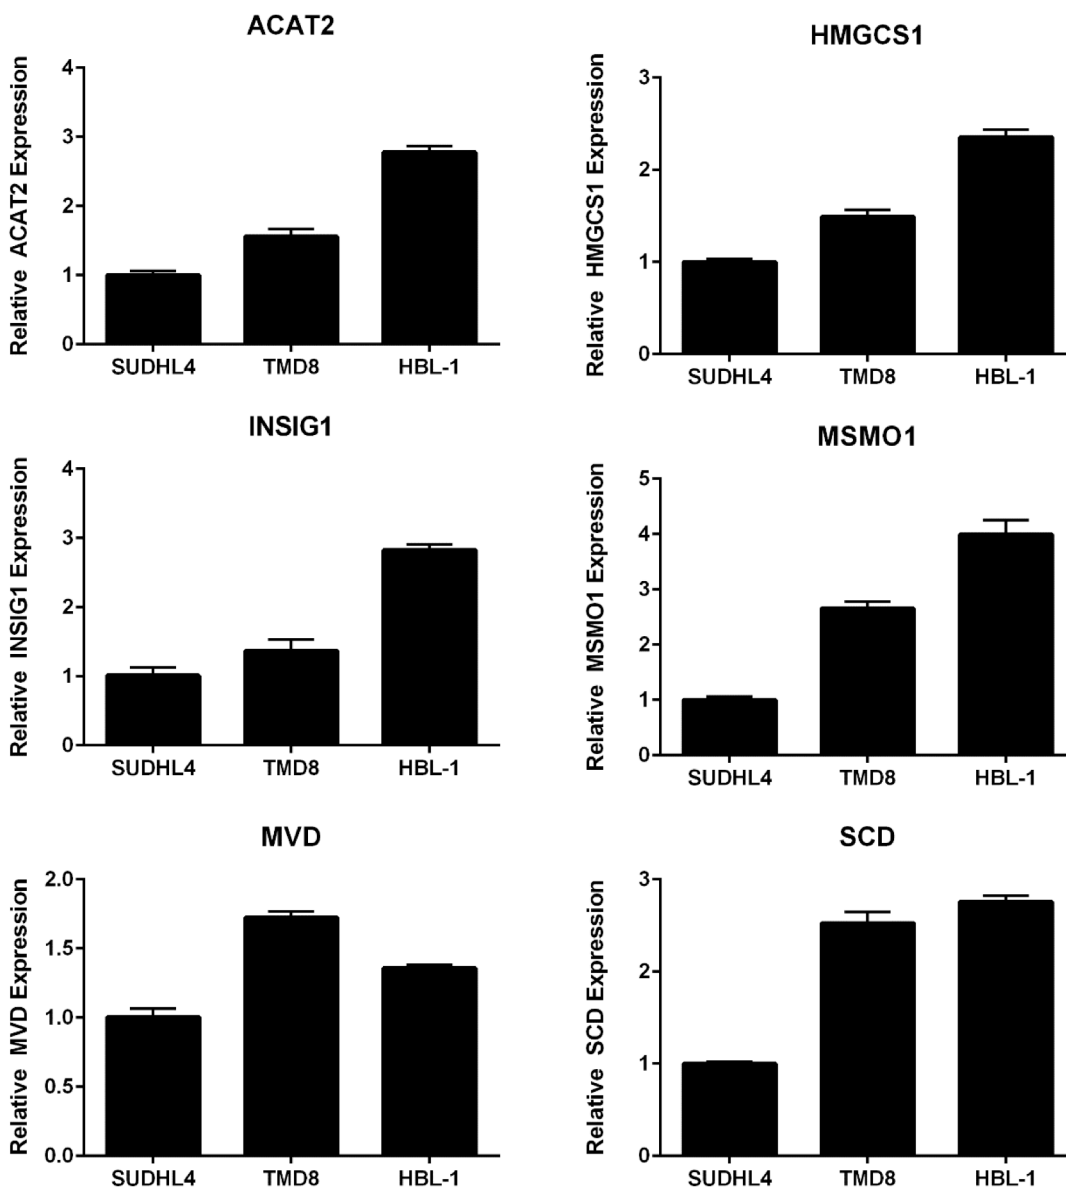 ACAT2
Relative ACAT2 Expression
4
3
2
1
0
SUDHL4 TMD8 HBL-1
HMGCS1
Relative HMGCS1 Expression
3
2
1
0
SUDHL4 TMD8 HBL-1
INSIG1
Relative INSIG1 Expression
4
3
2
1
0
SUDHL4 TMD8 HBL-1
MSMO1
Relative MSMO1 Expression
5
4
3
2
1
0
SUDHL4 TMD8 HBL-1
MVD
Relative MVD Expression
2.0
1.5
1.0
0.5
0.0
SUDHL4 TMD8 HBL-1
SCD
Relative SCD Expression
3
2
1
0
SUDHL4 TMD8 HBL-1